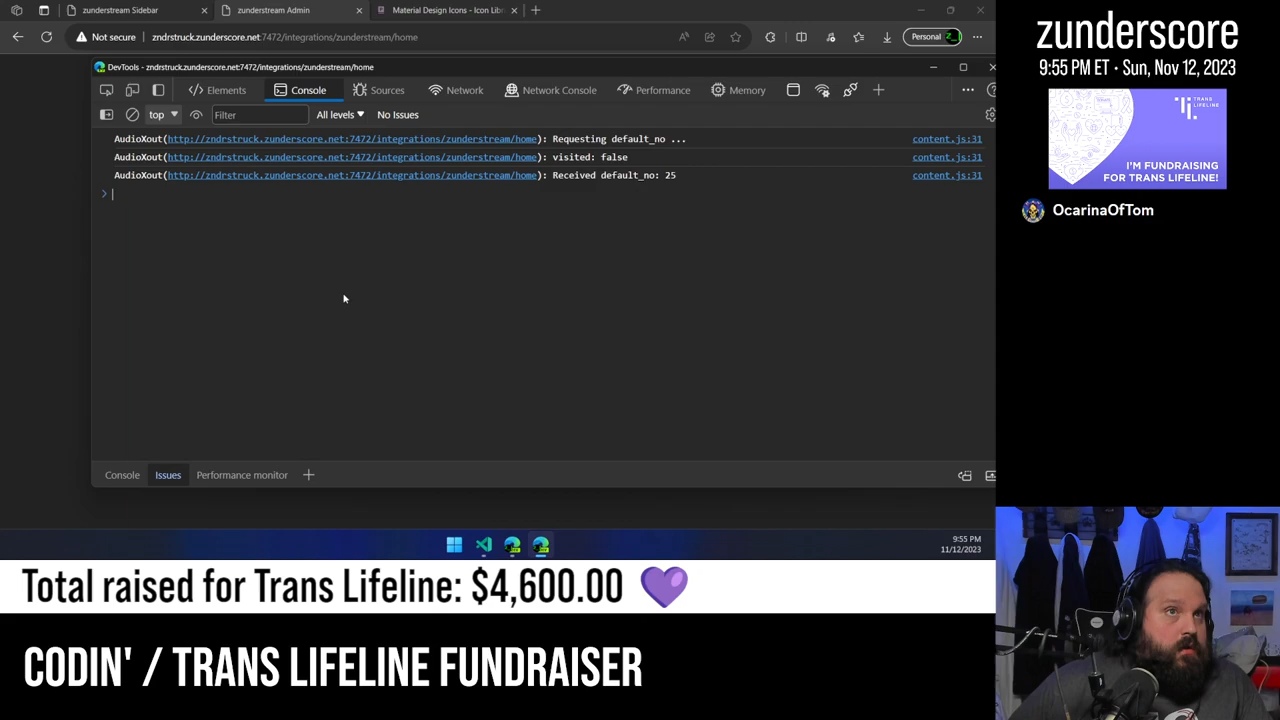 zunderstream Sidebar
zunderstream Admin
Material Design Icons - Icon Libr
Not secure
zndrstruck.zunderscore.net:7472/integrations/zunderstream/home
Personal
DevTools - zndrstruck.zunderscore.net:7472/integrations/zunderstream/home
Elements
Console
Sources
Network
Network Console
Performance
Memory
top
Filter
All levels
No Issues
AudioXout(http://zndrstruck.zunderscore.net:7472/integrations/zunderstream/home): Requesting default_no ... content.js:31
AudioXout(http://zndrstruck.zunderscore.net:7472/integrations/zunderstream/home): visited: false content.js:31
AudioXout(http://zndrstruck.zunderscore.net:7472/integrations/zunderstream/home): Received default_no: 25 content.js:31
Console
Issues
Performance monitor
9:55 PM
11/12/2023
zunderscore
9:55 PM ET · Sun, Nov 12, 2023
TRANS
LIFELINE
I'M FUNDRAISING
FOR TRANS LIFELINE!
OcarinaOfTom
Total raised for Trans Lifeline: $4,600.00
CODIN' / TRANS LIFELINE FUNDRAISER